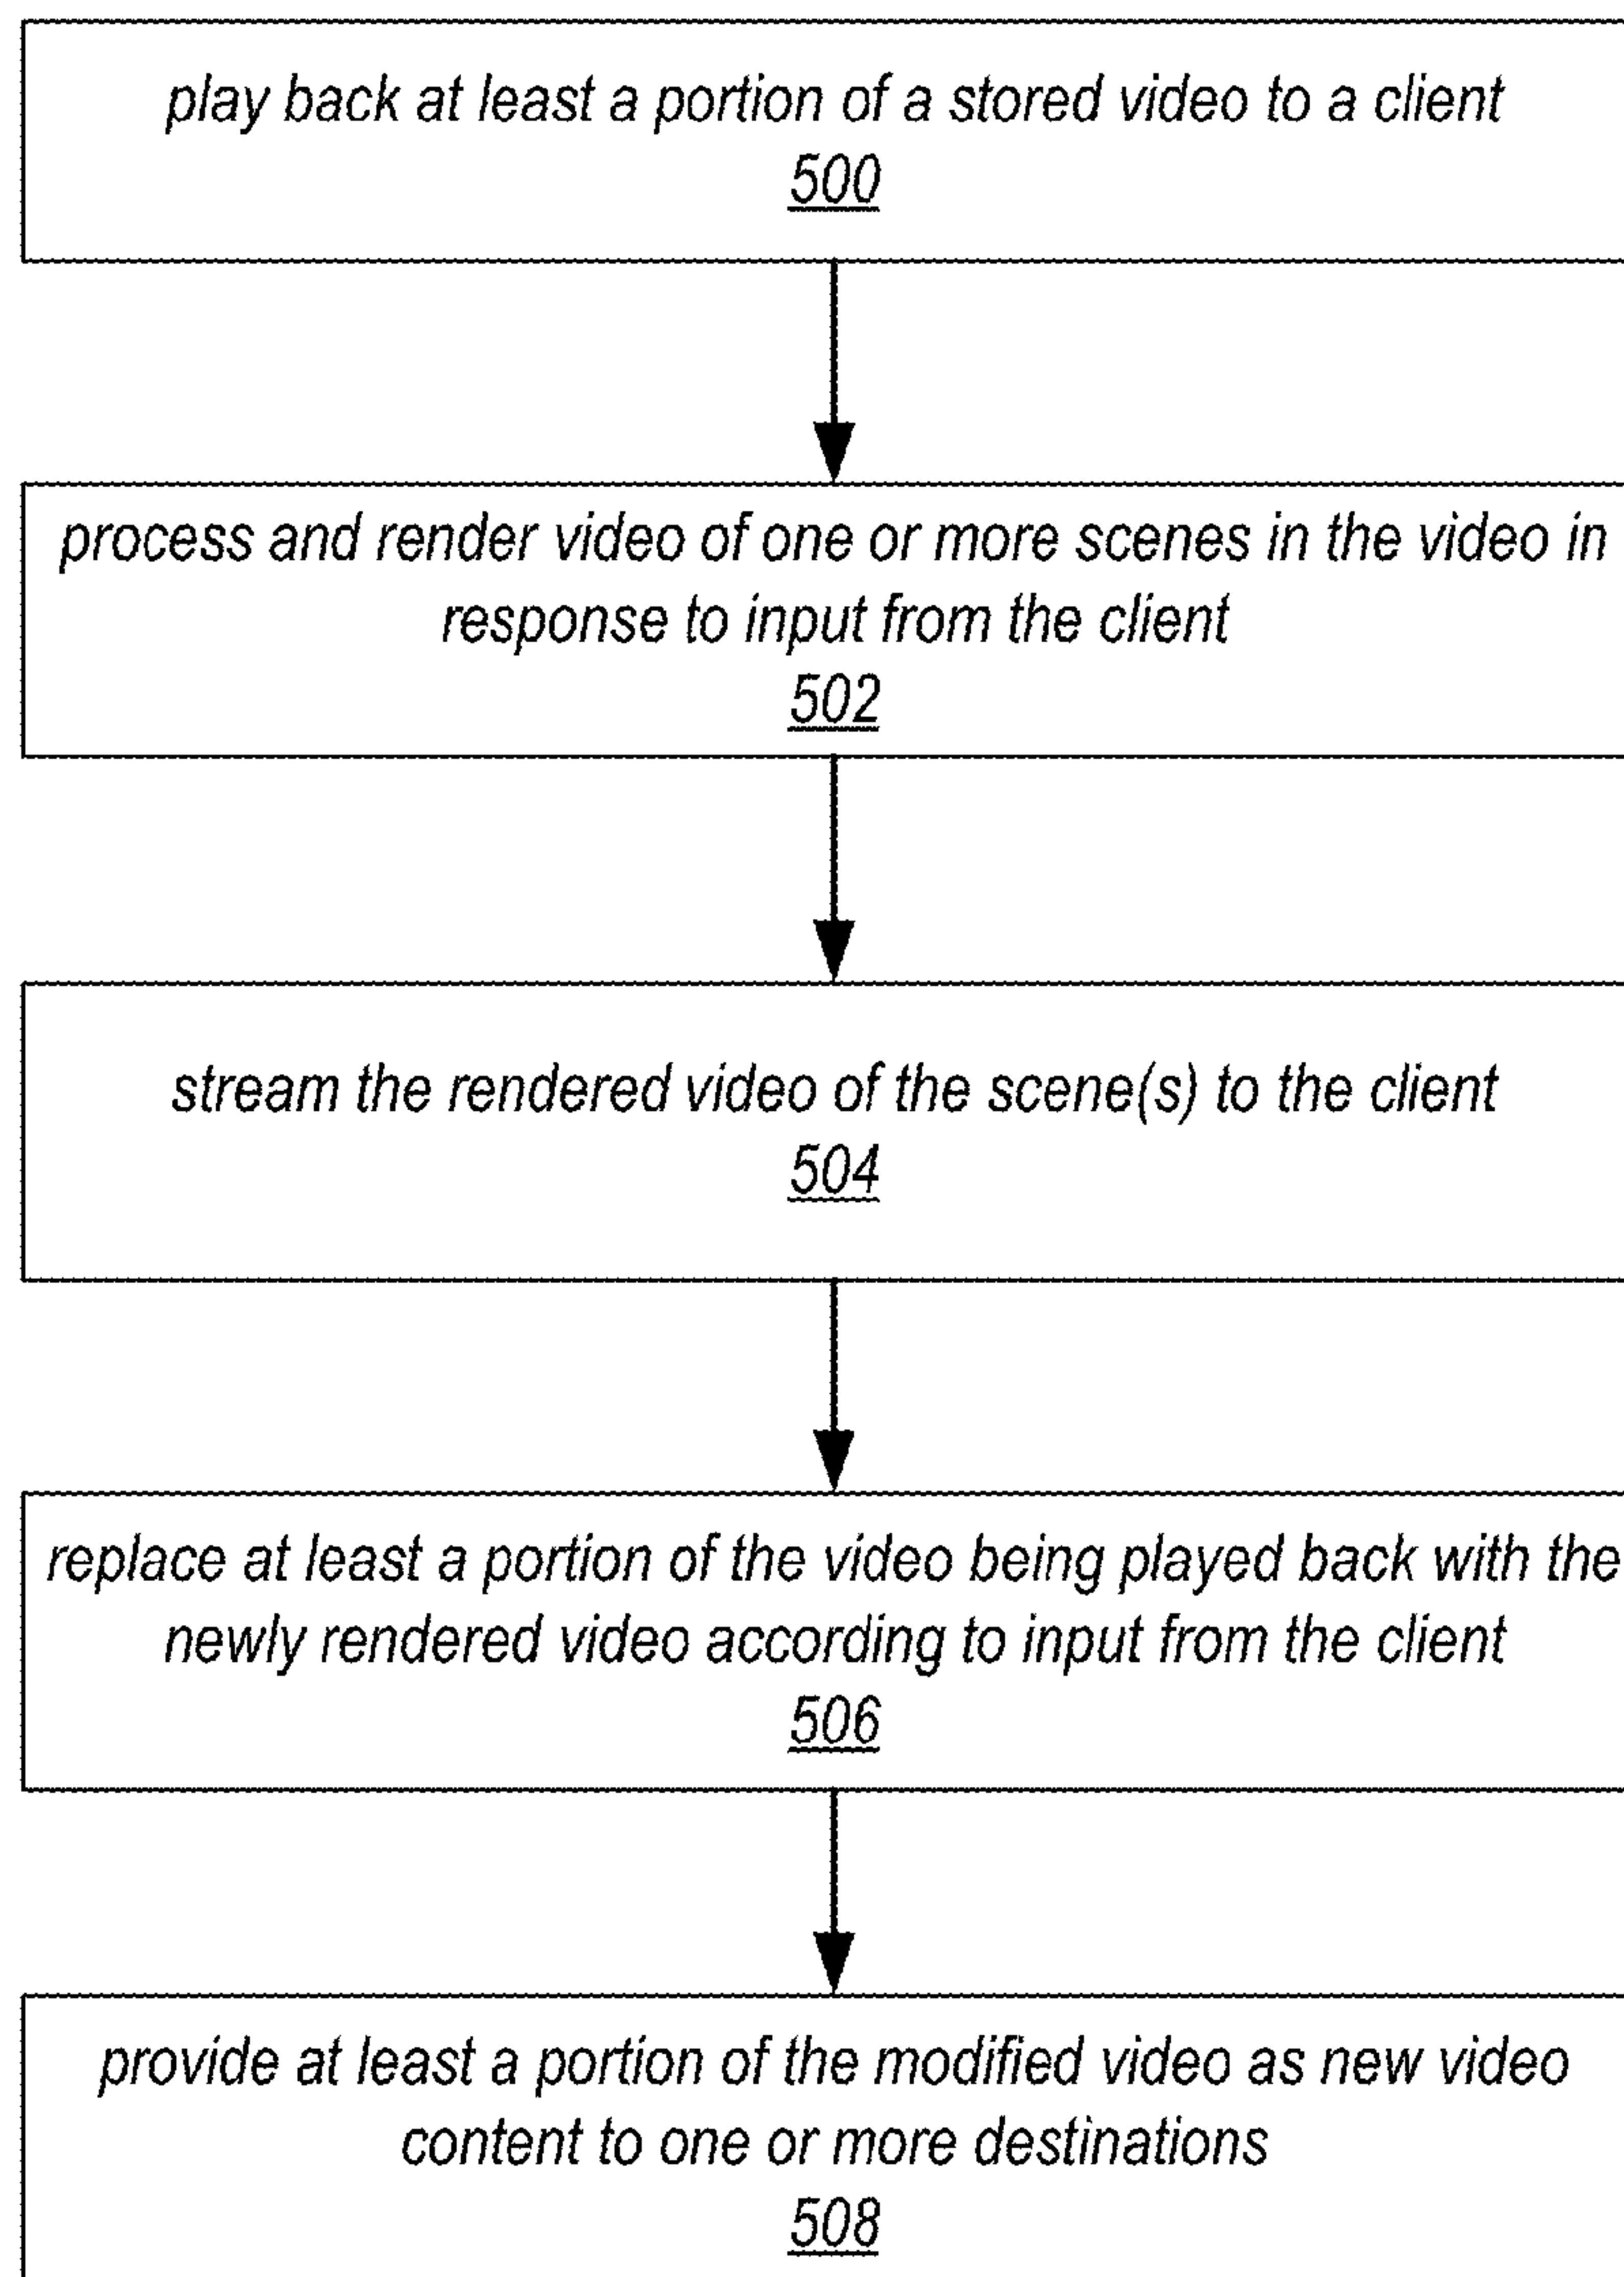 play back at least a portion of a stored video to a client
500
process and render video of one or more scenes in the video in
response to input from the client
502
stream the rendered video of the scene(s) to the client
504
replace at least a portion of the video being played back with the
newly rendered video according to input from the client
506
provide at least a portion of the modified video as new video
content to one or more destinations
508